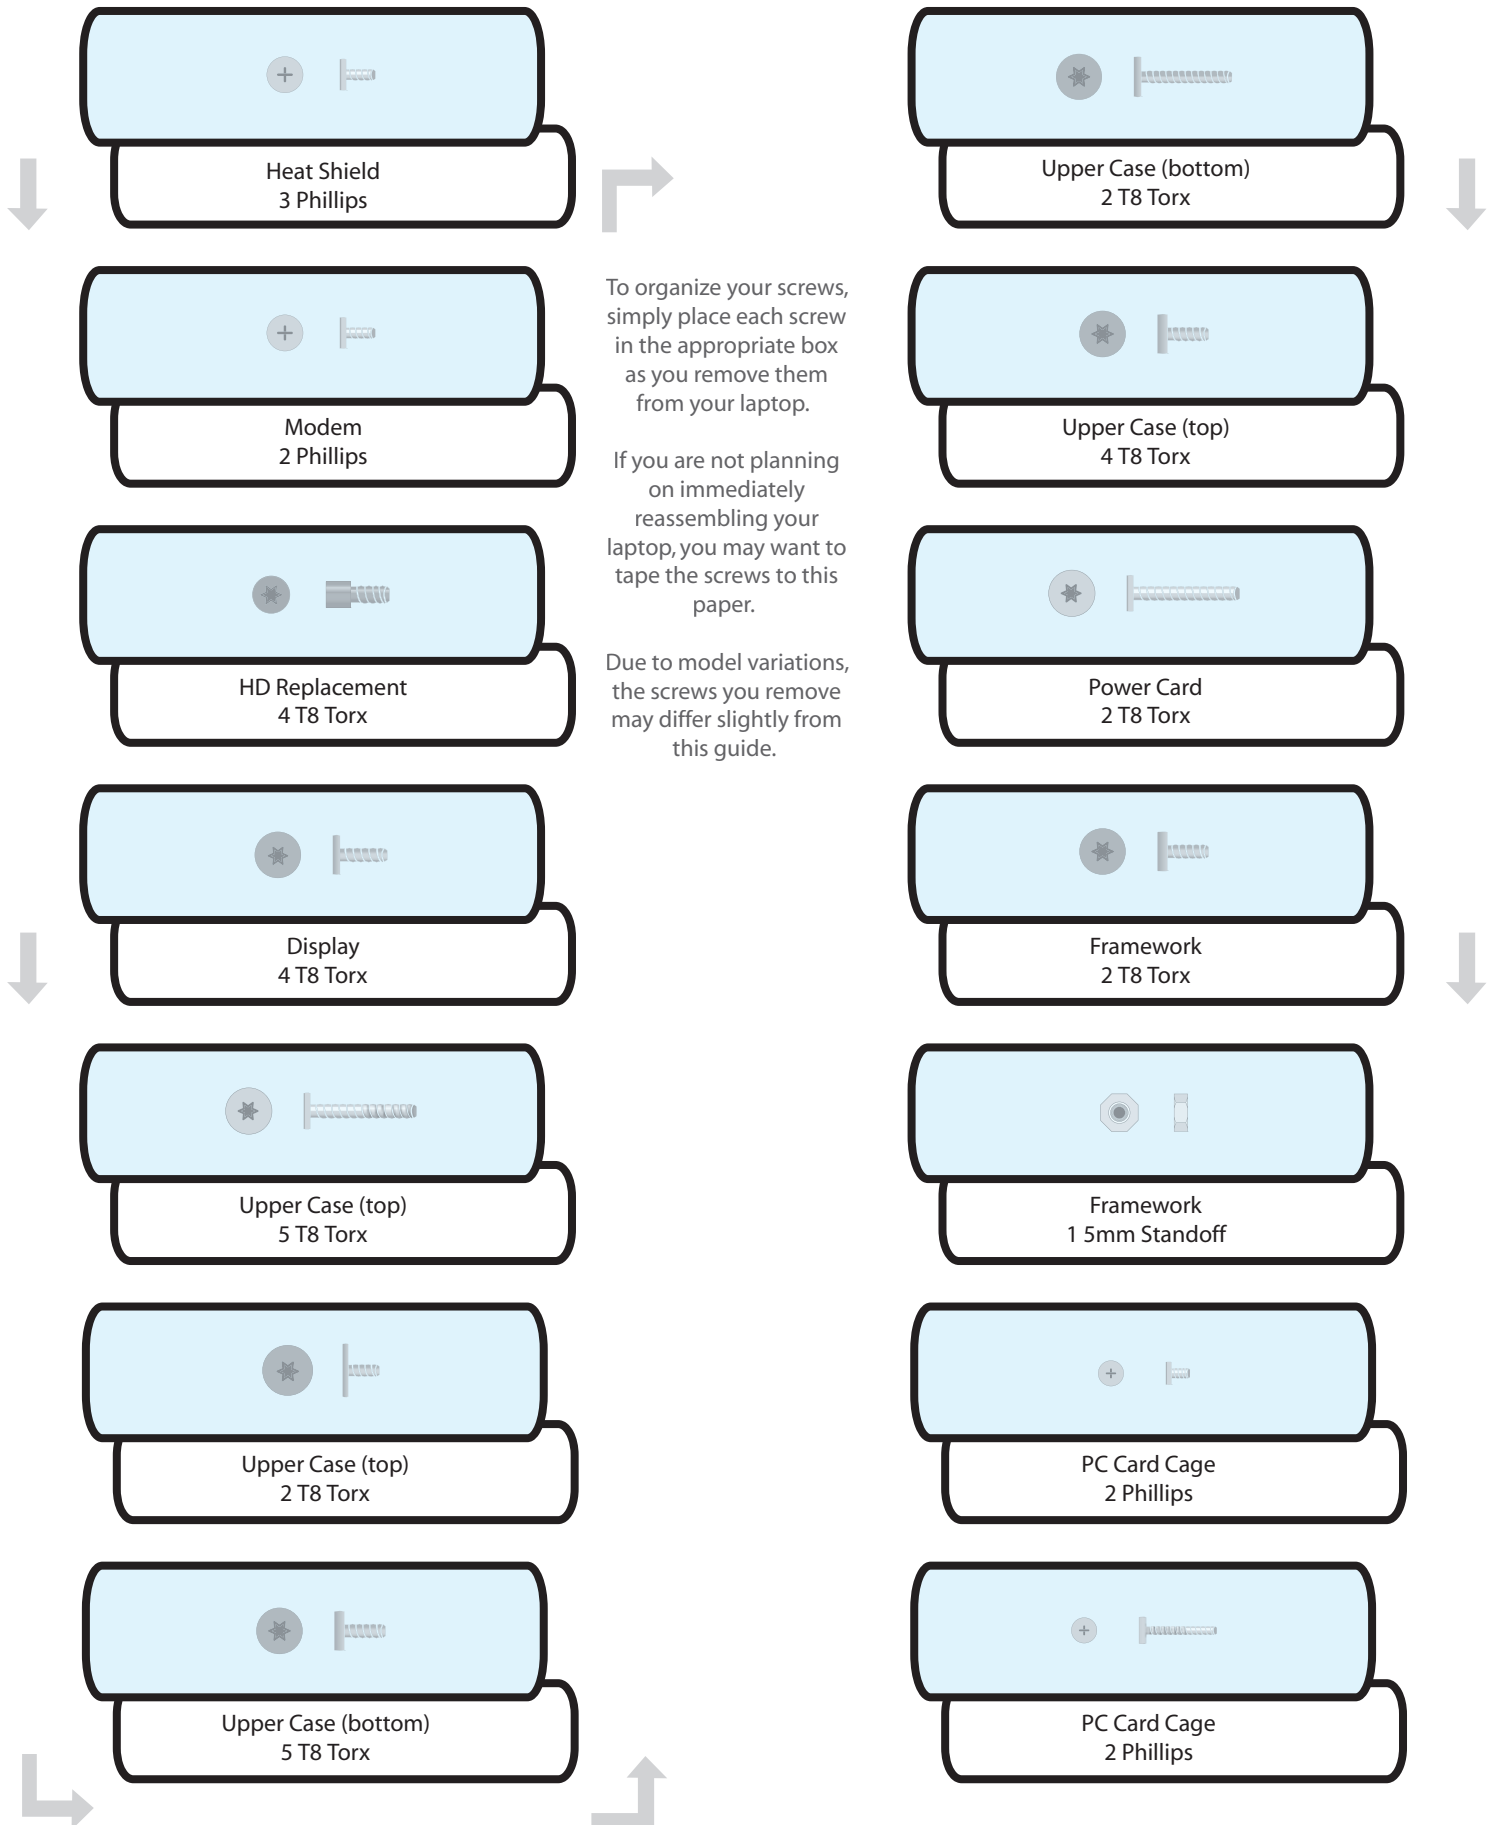 Heat Shield
3 Phillips
Modem
2 Phillips
HD Replacement
4 T8 Torx
Display
4 T8 Torx
Upper Case (top)
5 T8 Torx
Upper Case (top)
2 T8 Torx
Upper Case (bottom)
5 T8 Torx
To organize your screws,
simply place each screw
in the appropriate box
as you remove them
from your laptop.
If you are not planning
on immediately
reassembling your
laptop, you may want to
tape the screws to this
paper.
Due to model variations,
the screws you remove
may differ slightly from
this guide.
Upper Case (bottom)
2 T8 Torx
Upper Case (top)
4 T8 Torx
Power Card
2 T8 Torx
Framework
2 T8 Torx
Framework
1 5mm Standoff
PC Card Cage
2 Phillips
PC Card Cage
2 Phillips